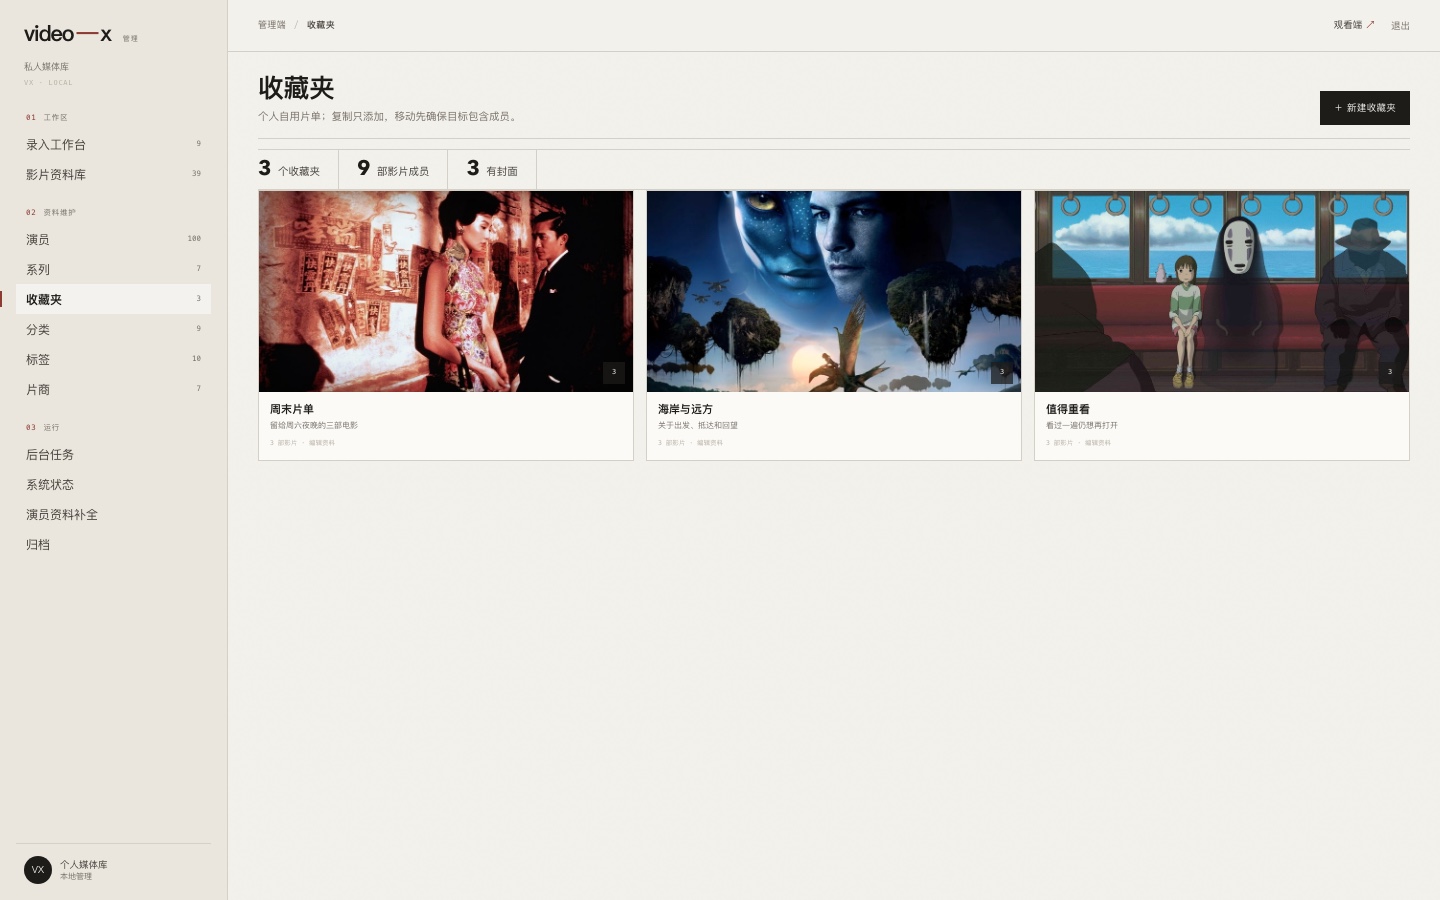 video—x 管理
私人媒体库
VX · LOCAL
01 工作区
录入工作台 9
影片资料库 39
02 资料维护
演员 100
系列 7
收藏夹 3
分类 9
标签 10
片商 7
03 运行
后台任务
系统状态
演员资料补全
归档
VX
个人媒体库
本地管理
管理端 / 收藏夹
观看端 ↗ 退出
收藏夹
个人自用片单；复制只添加，移动先确保目标包含成员。
+ 新建收藏夹
3 个收藏夹 9 部影片成员 3 有封面
3
周末片单
留给周六夜晚的三部电影
3 部影片 · 编辑资料
3
海岸与远方
关于出发、抵达和回望
3 部影片 · 编辑资料
3
值得重看
看过一遍仍想再打开
3 部影片 · 编辑资料